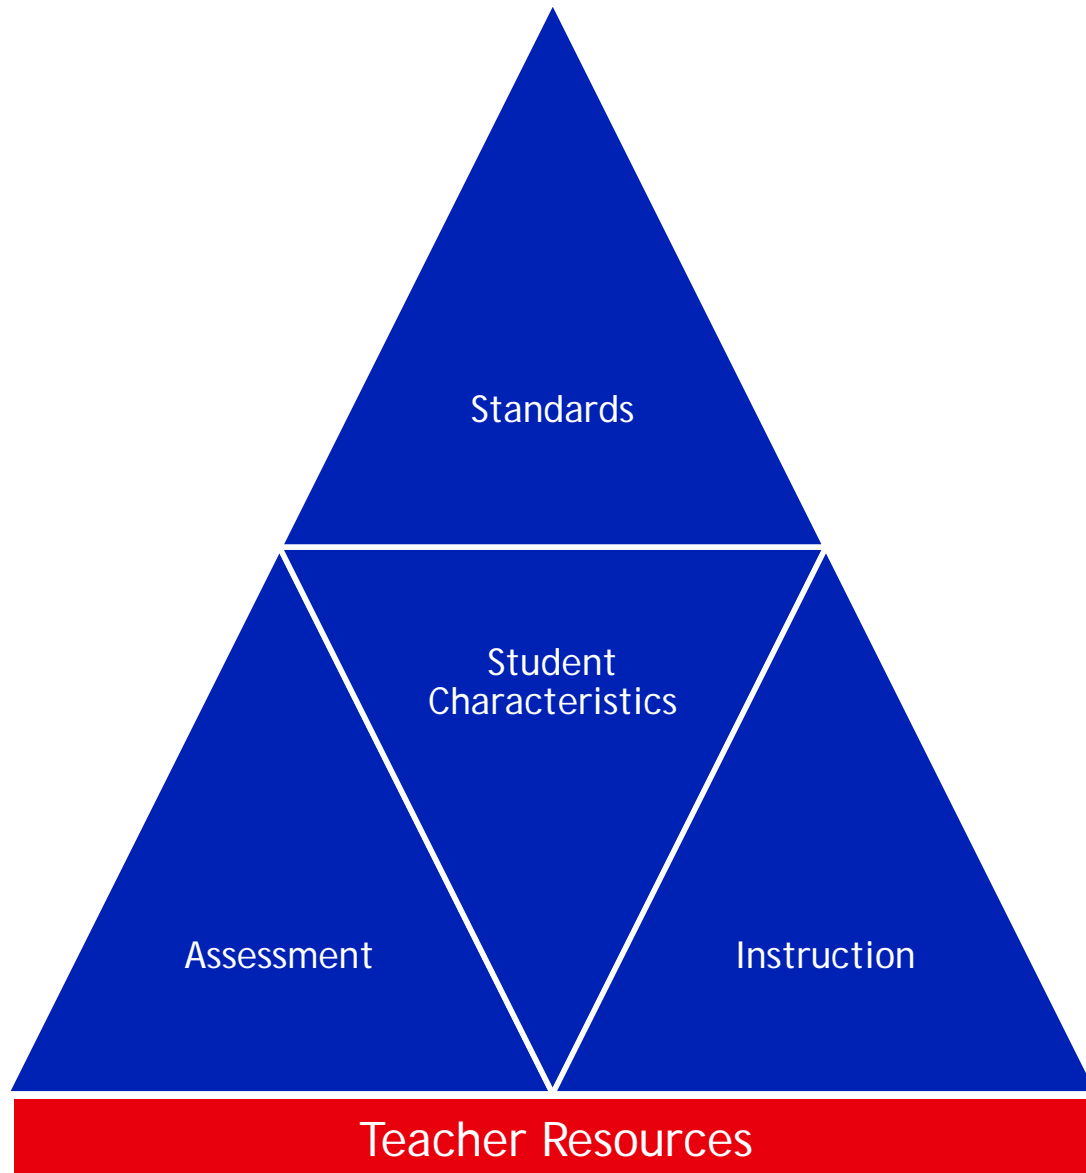 Standards
Student
Characteristics
Assessment
Instruction
Teacher Resources